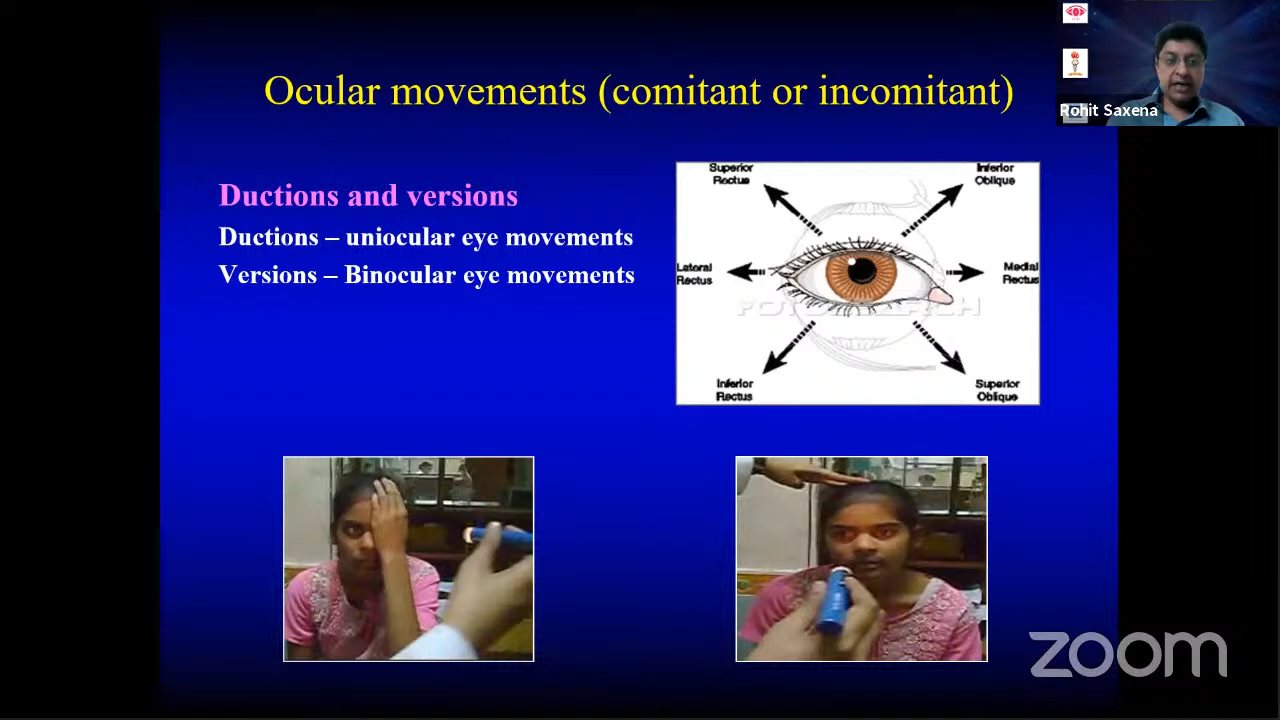 Ocular movements (comitant or incomitant)
Rohit Saxena
Ductions and versions
Ductions – uniocular eye movements
Versions – Binocular eye movements
Superior
Rectus
Inferior
Oblique
Lateral
Rectus
Medial
Rectus
FOTOSEARCH
Inferior
Rectus
Superior
Oblique
zoom